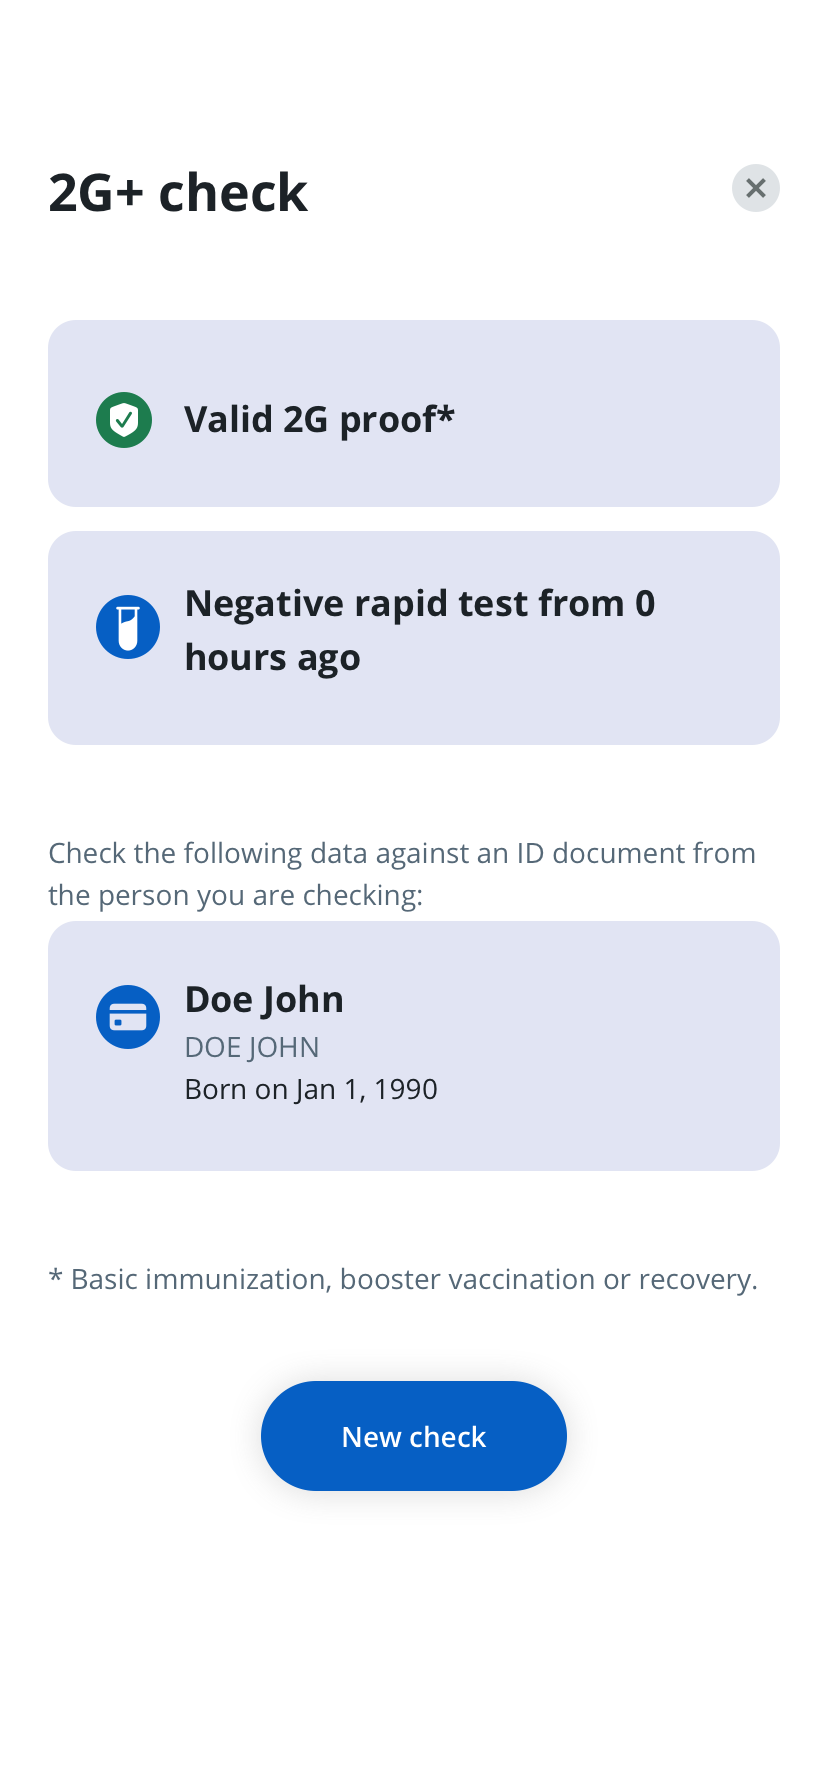 2G+ check
Valid 2G proof*
Negative rapid test from 0
hours ago
Check the following data against an ID document from
the person you are checking:
Doe John
DOE JOHN
Born on Jan 1, 1990
* Basic immunization, booster vaccination or recovery.
New check